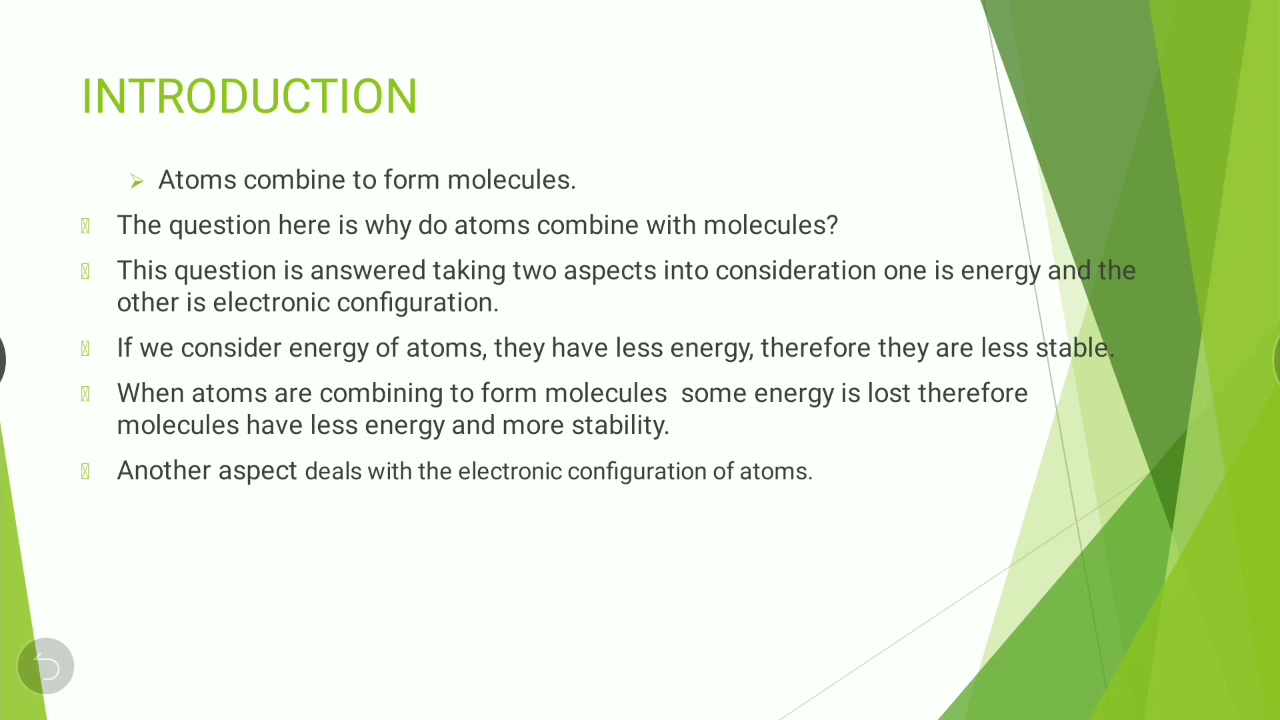 INTRODUCTION
Atoms combine to form molecules.
The question here is why do atoms combine with molecules?
This question is answered taking two aspects into consideration one is energy and the
other is electronic configuration.
If we consider energy of atoms, they have less energy, therefore they are less stable.
When atoms are combining to form molecules  some energy is lost therefore
molecules have less energy and more stability.
Another aspect deals with the electronic configuration of atoms.